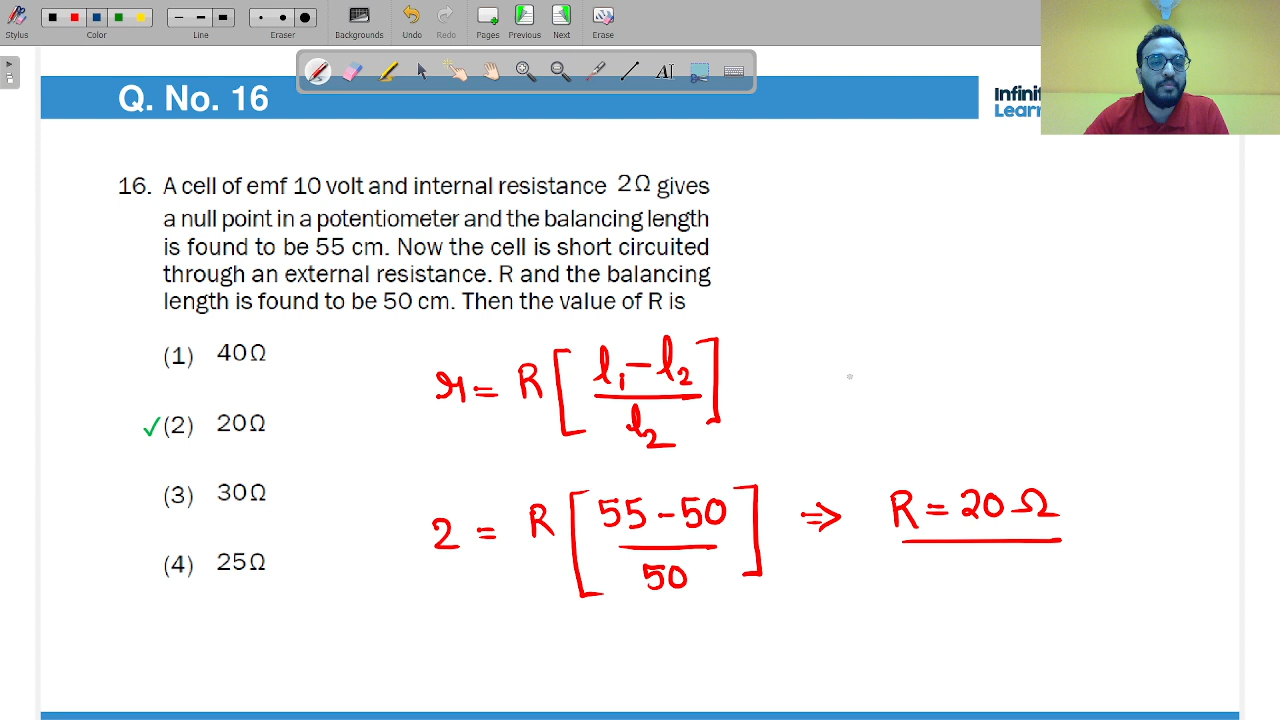 Stylus
Color
Line
Eraser
Backgrounds
Undo
Redo
Pages
Previous
Next
Erase
Q. No. 16
Infini
Lear
16. A cell of emf 10 volt and internal resistance 2Ω gives
a null point in a potentiometer and the balancing length
is found to be 55 cm. Now the cell is short circuited
through an external resistance. R and the balancing
length is found to be 50 cm. Then the value of R is
(1) 40Ω
✓(2) 20Ω
(3) 30Ω
(4) 25Ω
r = R [ l₁ - l₂ / l₂ ]
2 = R [ 55 - 50 / 50 ] ⇒ R = 20 Ω